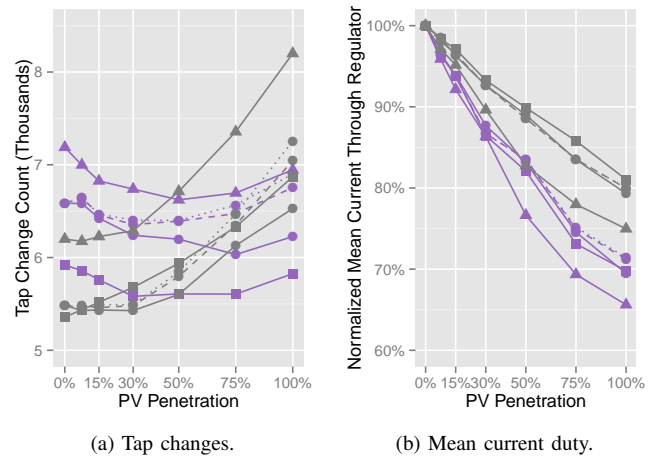 Tap Change Count (Thousands)
8
7
6
5
0% 15% 30% 50% 75% 100%
PV Penetration
(a) Tap changes.
Normalized Mean Current Through Regulator
100%
90%
80%
70%
60%
0% 15% 30% 50% 75% 100%
PV Penetration
(b) Mean current duty.